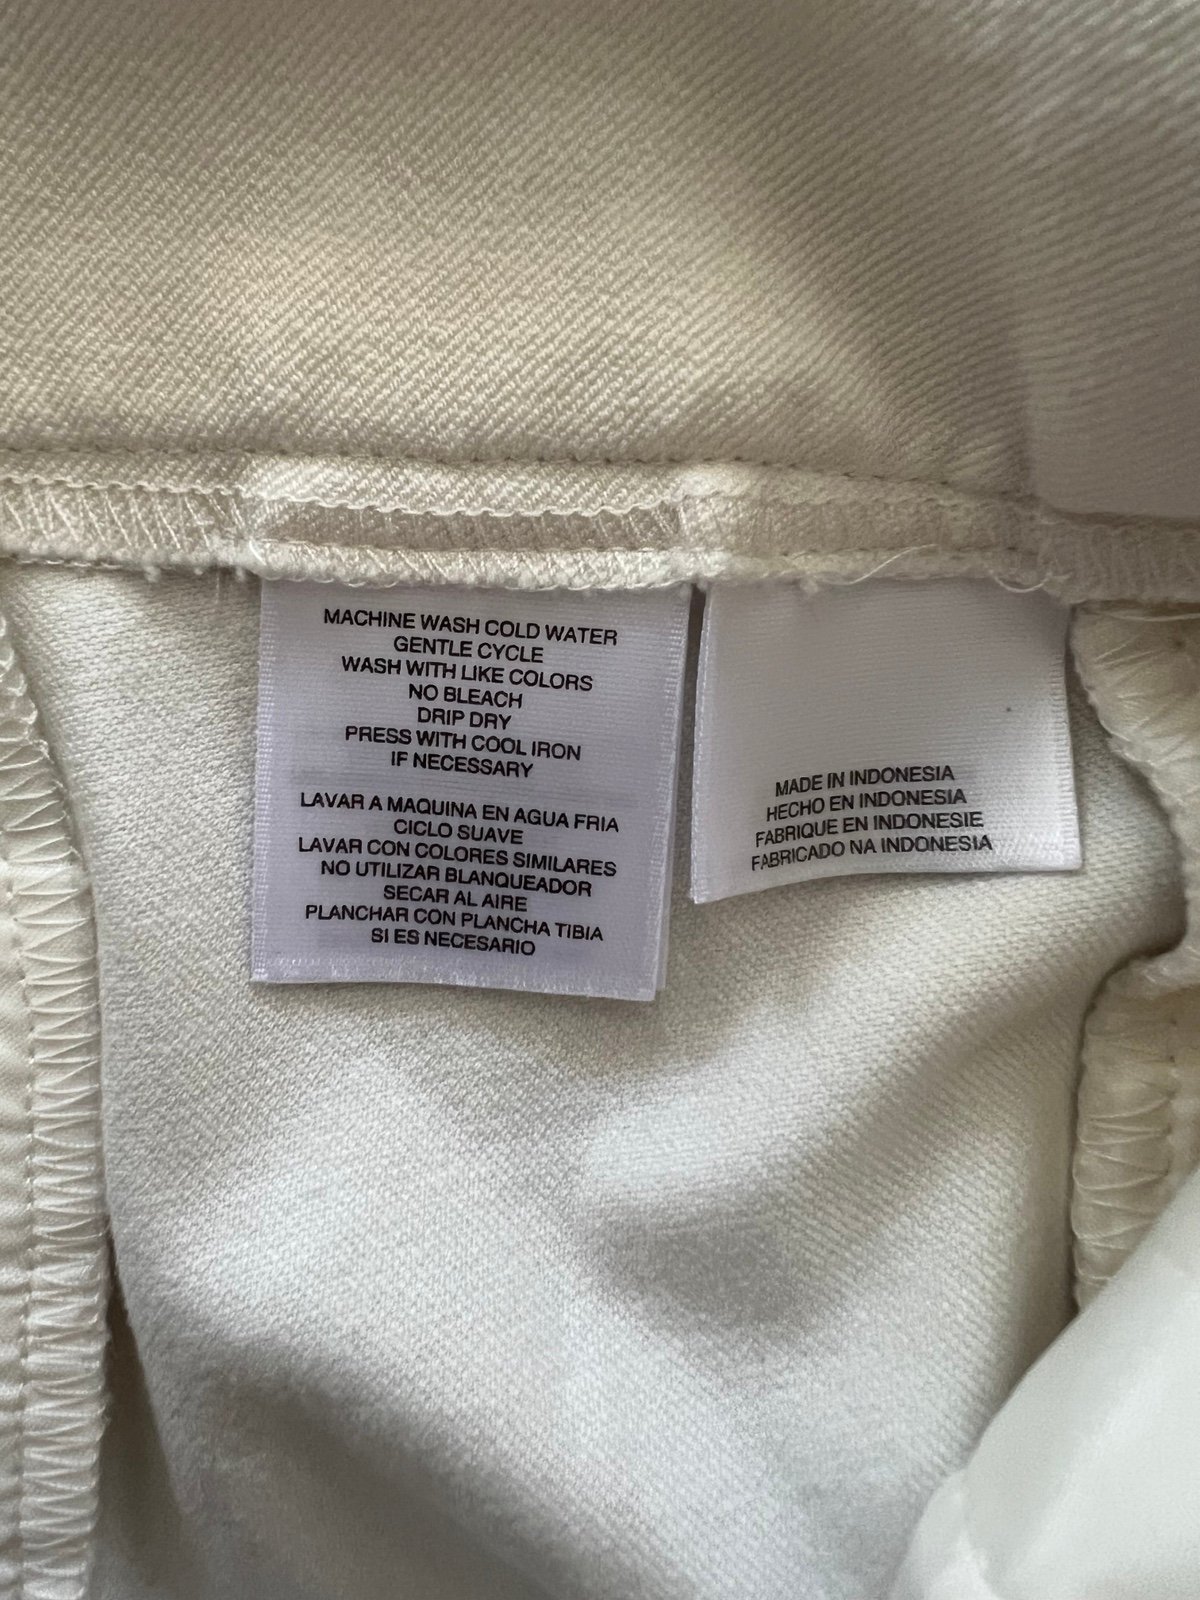 MACHINE WASH COLD WATER
GENTLE CYCLE
WASH WITH LIKE COLORS
NO BLEACH
DRIP DRY
PRESS WITH COOL IRON
IF NECESSARY
LAVAR A MAQUINA EN AGUA FRIA
CICLO SUAVE
LAVAR CON COLORES SIMILARES
NO UTILIZAR BLANQUEADOR
SECAR AL AIRE
PLANCHAR CON PLANCHA TIBIA
SI ES NECESARIO
MADE IN INDONESIA
HECHO EN INDONESIA
FABRIQUE EN INDONESIE
FABRICADO NA INDONESIA